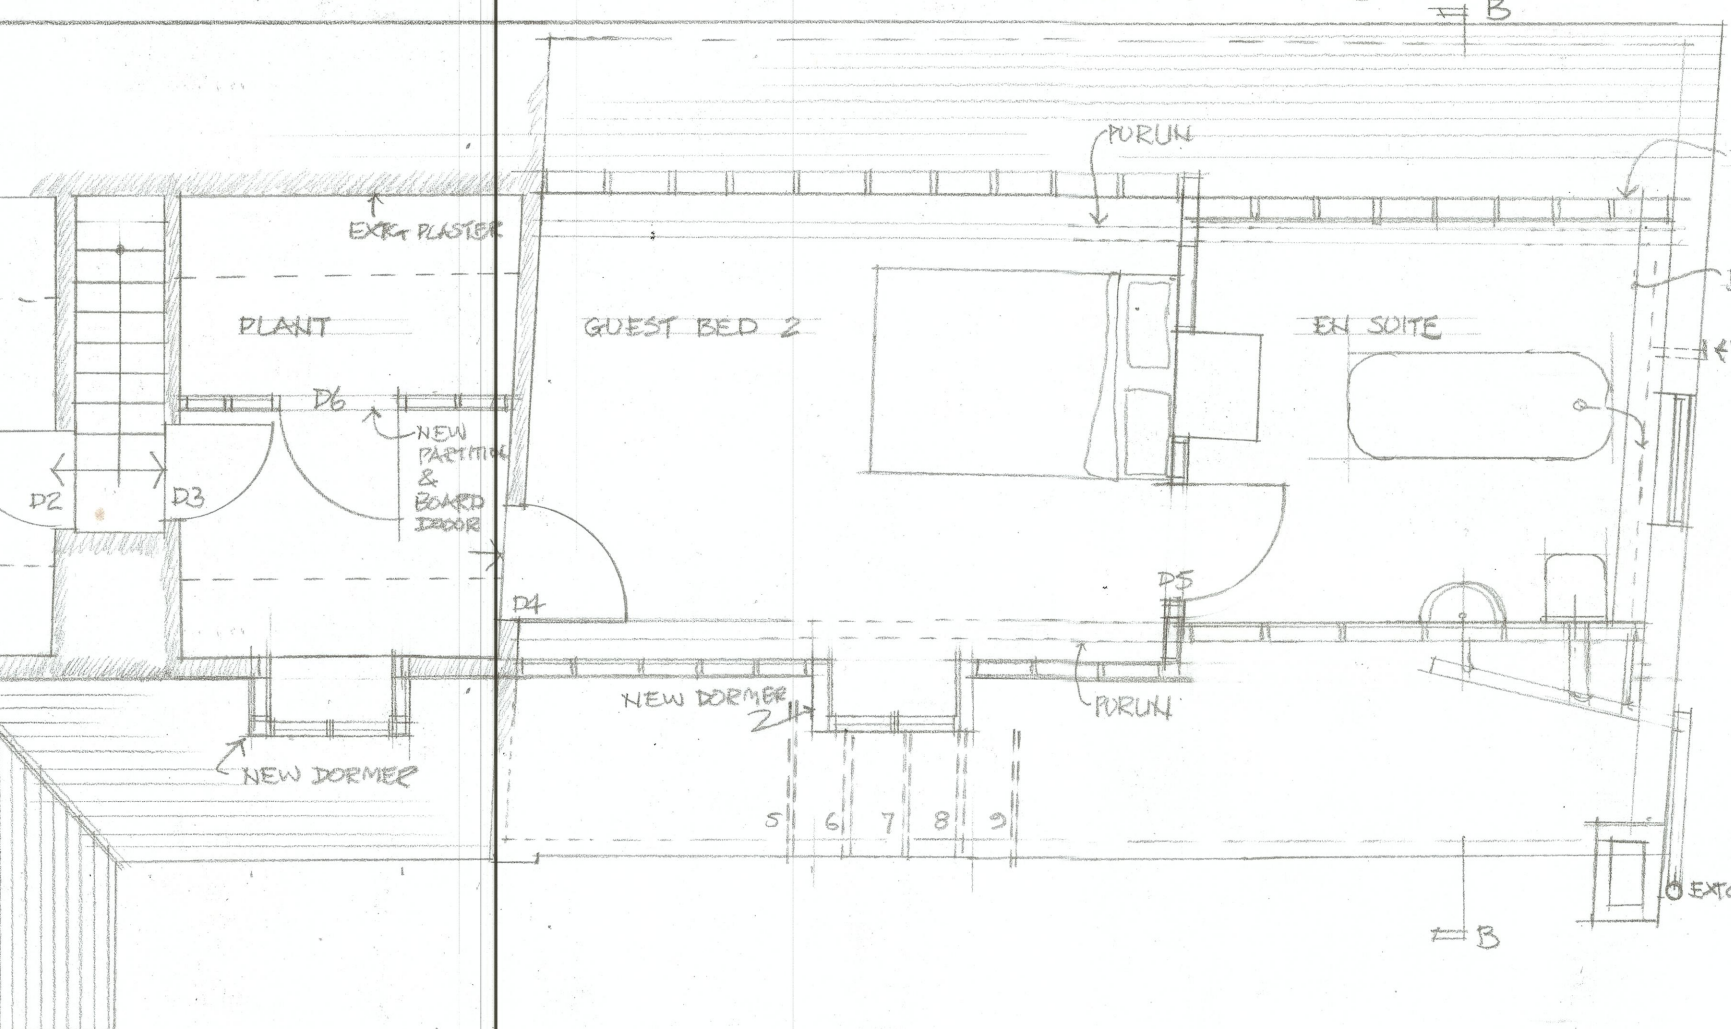 B
PURLIN
EXTG PLASTER
PLANT
GUEST BED 2
EN SUITE
D6
NEW
PARTITION
&
BOARD
DOOR
D2
D3
D4
D5
NEW DORMER
PURLIN
NEW DORMER
5 6 7 8 9
B